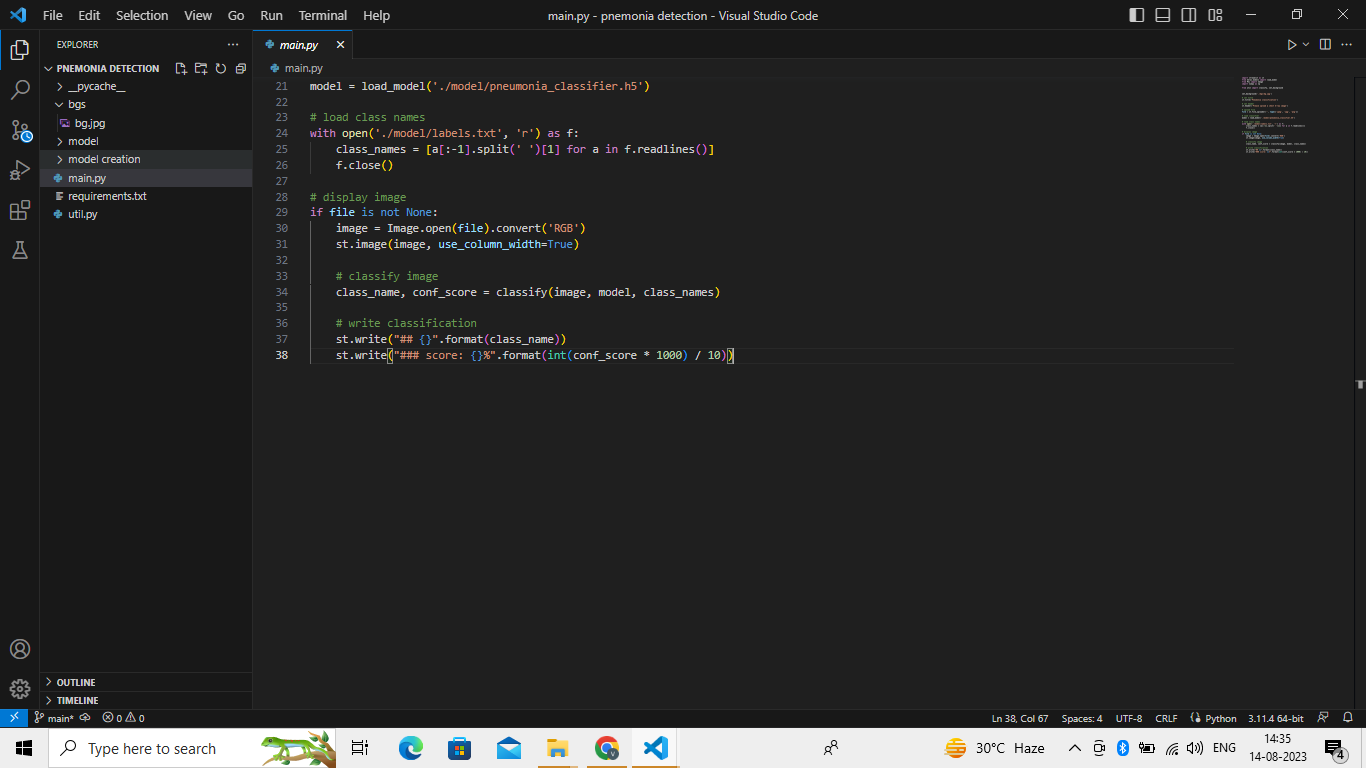 File Edit Selection View Go Run Terminal Help
main.py - pnemonia detection - Visual Studio Code
EXPLORER
PNEMONIA DETECTION
__pycache__
bgs
bg.jpg
model
model creation
main.py
requirements.txt
util.py
OUTLINE
TIMELINE
main.py
main.py
21 model = load_model('./model/pneumonia_classifier.h5')
22
23 # load class names
24 with open('./model/labels.txt', 'r') as f:
25     class_names = [a[:-1].split(' ')[1] for a in f.readlines()]
26     f.close()
27
28 # display image
29 if file is not None:
30     image = Image.open(file).convert('RGB')
31     st.image(image, use_column_width=True)
32
33     # classify image
34     class_name, conf_score = classify(image, model, class_names)
35
36     # write classification
37     st.write("## {}".format(class_name))
38     st.write("### score: {}%".format(int(conf_score * 1000) / 10))
main* 0 0
Ln 38, Col 67 Spaces: 4 UTF-8 CRLF Python 3.11.4 64-bit
Type here to search
30°C Haze
ENG
14:35
14-08-2023
4